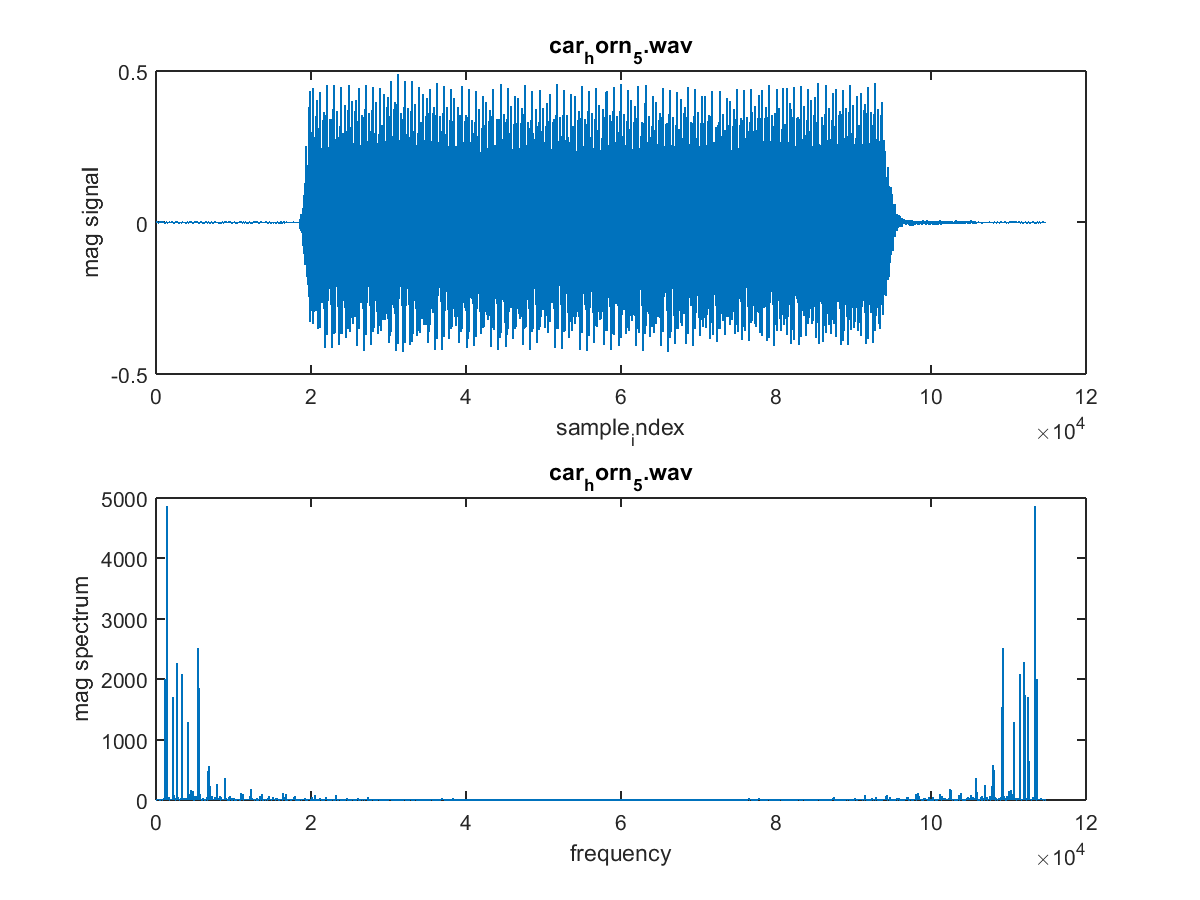 car_horn_5.wav
0.5
0
-0.5
mag signal
0 2 4 6 8 10 12
×10^4
sample_index
car_horn_5.wav
5000
4000
3000
2000
1000
0
mag spectrum
0 2 4 6 8 10 12
×10^4
frequency